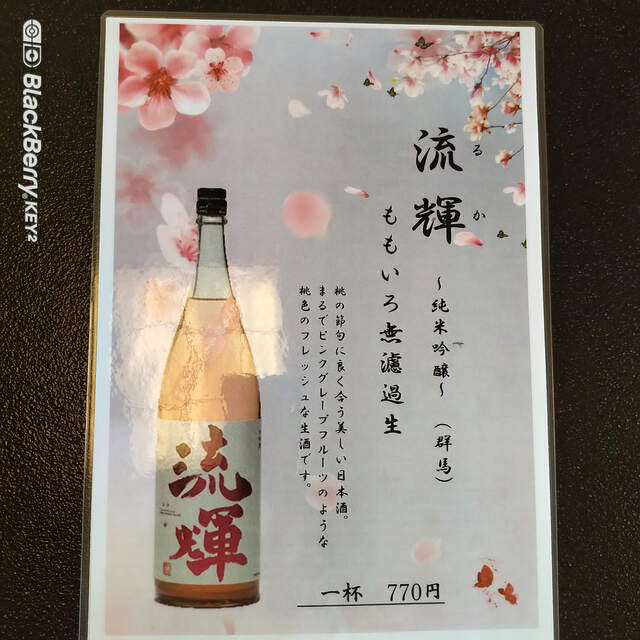 BlackBerry KEY2
流輝
るか
~純米吟醸~ (群馬)
ももいろ無濾過生
桃の節句に良く合う美しい日本酒。
まるでピンクグレープフルーツのような
桃色のフレッシュな生酒です。
流輝
一杯 770円